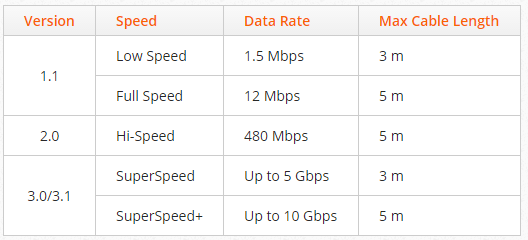 Version Speed Data Rate Max Cable Length
1.1 Low Speed 1.5 Mbps 3 m
Full Speed 12 Mbps 5 m
2.0 Hi-Speed 480 Mbps 5 m
3.0/3.1 SuperSpeed Up to 5 Gbps 3 m
SuperSpeed+ Up to 10 Gbps 5 m